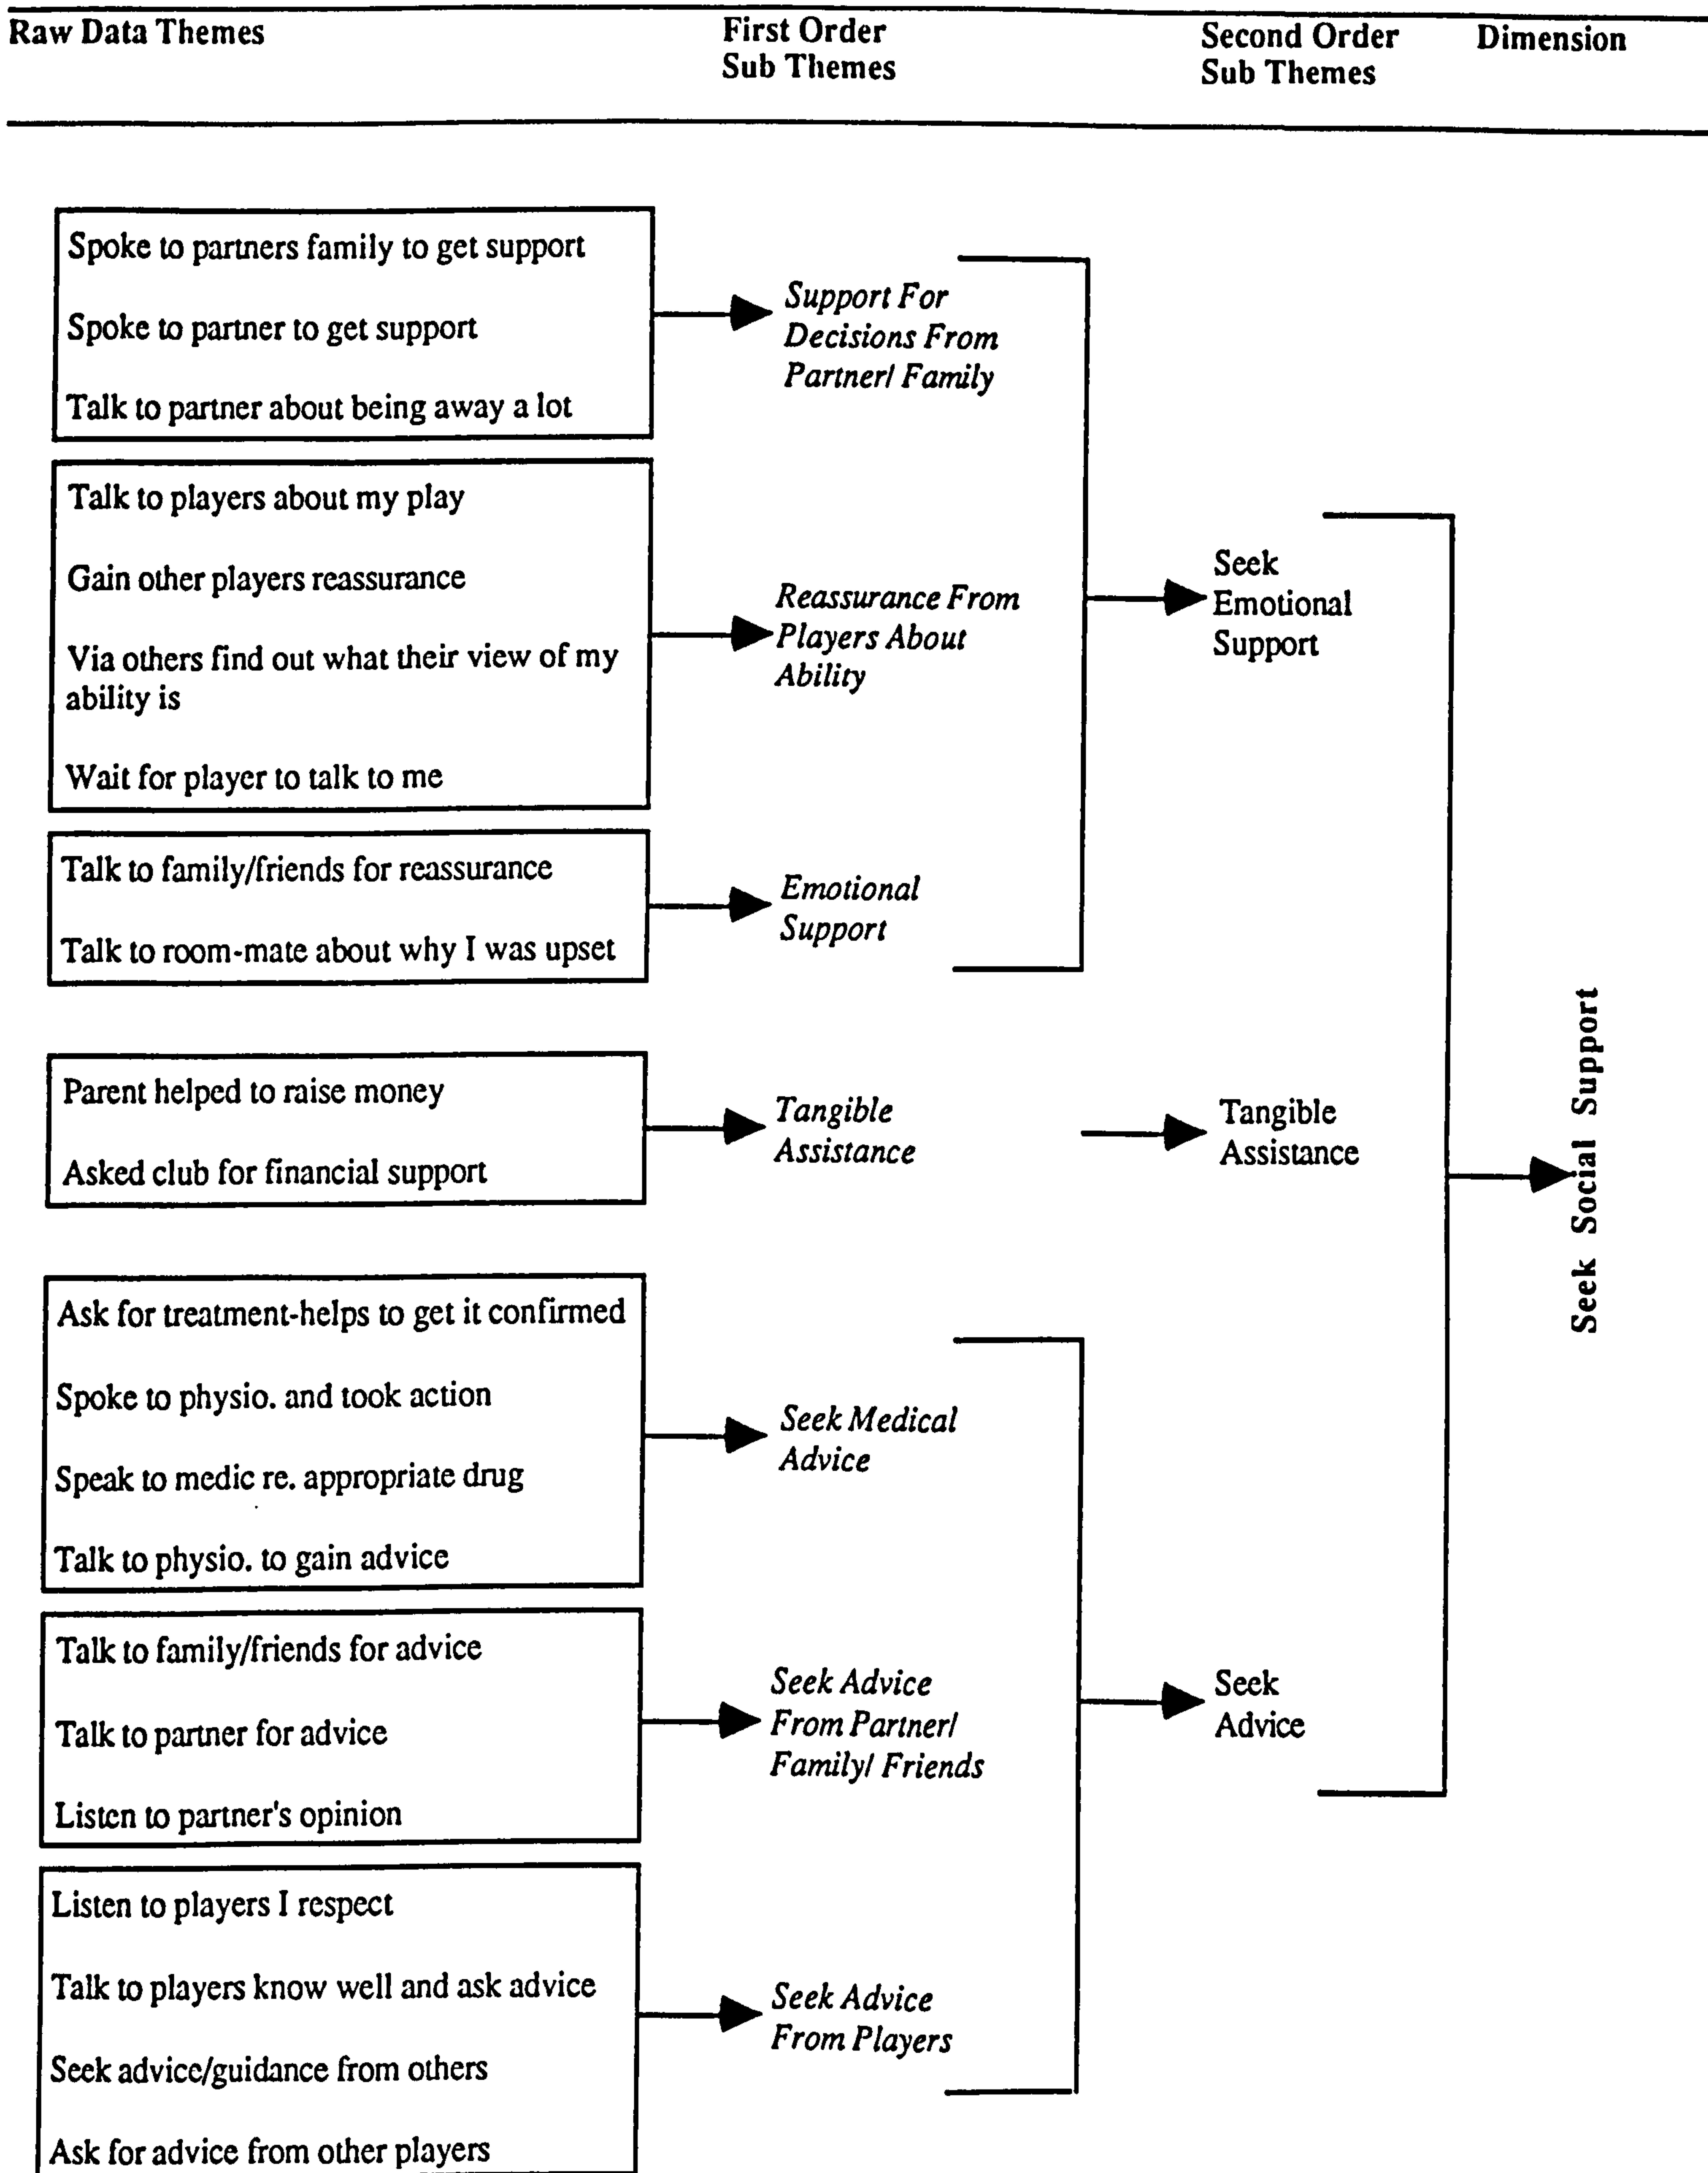 Raw Data Themes
First Order
Sub Themes
Second Order
Sub Themes
Dimension
Spoke to partners family to get support
Spoke to partner to get support
Talk to partner about being away a lot
Support For
Decisions From
Partner/ Family
Talk to players about my play
Gain other players reassurance
Via others find out what their view of my
ability is
Wait for player to talk to me
Reassurance From
Players About
Ability
Talk to family/friends for reassurance
Talk to room-mate about why I was upset
Emotional
Support
Seek
Emotional
Support
Parent helped to raise money
Asked club for financial support
Tangible
Assistance
Tangible
Assistance
Seek Social Support
Ask for treatment-helps to get it confirmed
Spoke to physio. and took action
Speak to medic re. appropriate drug
Talk to physio. to gain advice
Seek Medical
Advice
Talk to family/friends for advice
Talk to partner for advice
Listen to partner's opinion
Seek Advice
From Partner/
Family/ Friends
Seek
Advice
Listen to players I respect
Talk to players know well and ask advice
Seek advice/guidance from others
Ask for advice from other players
Seek Advice
From Players